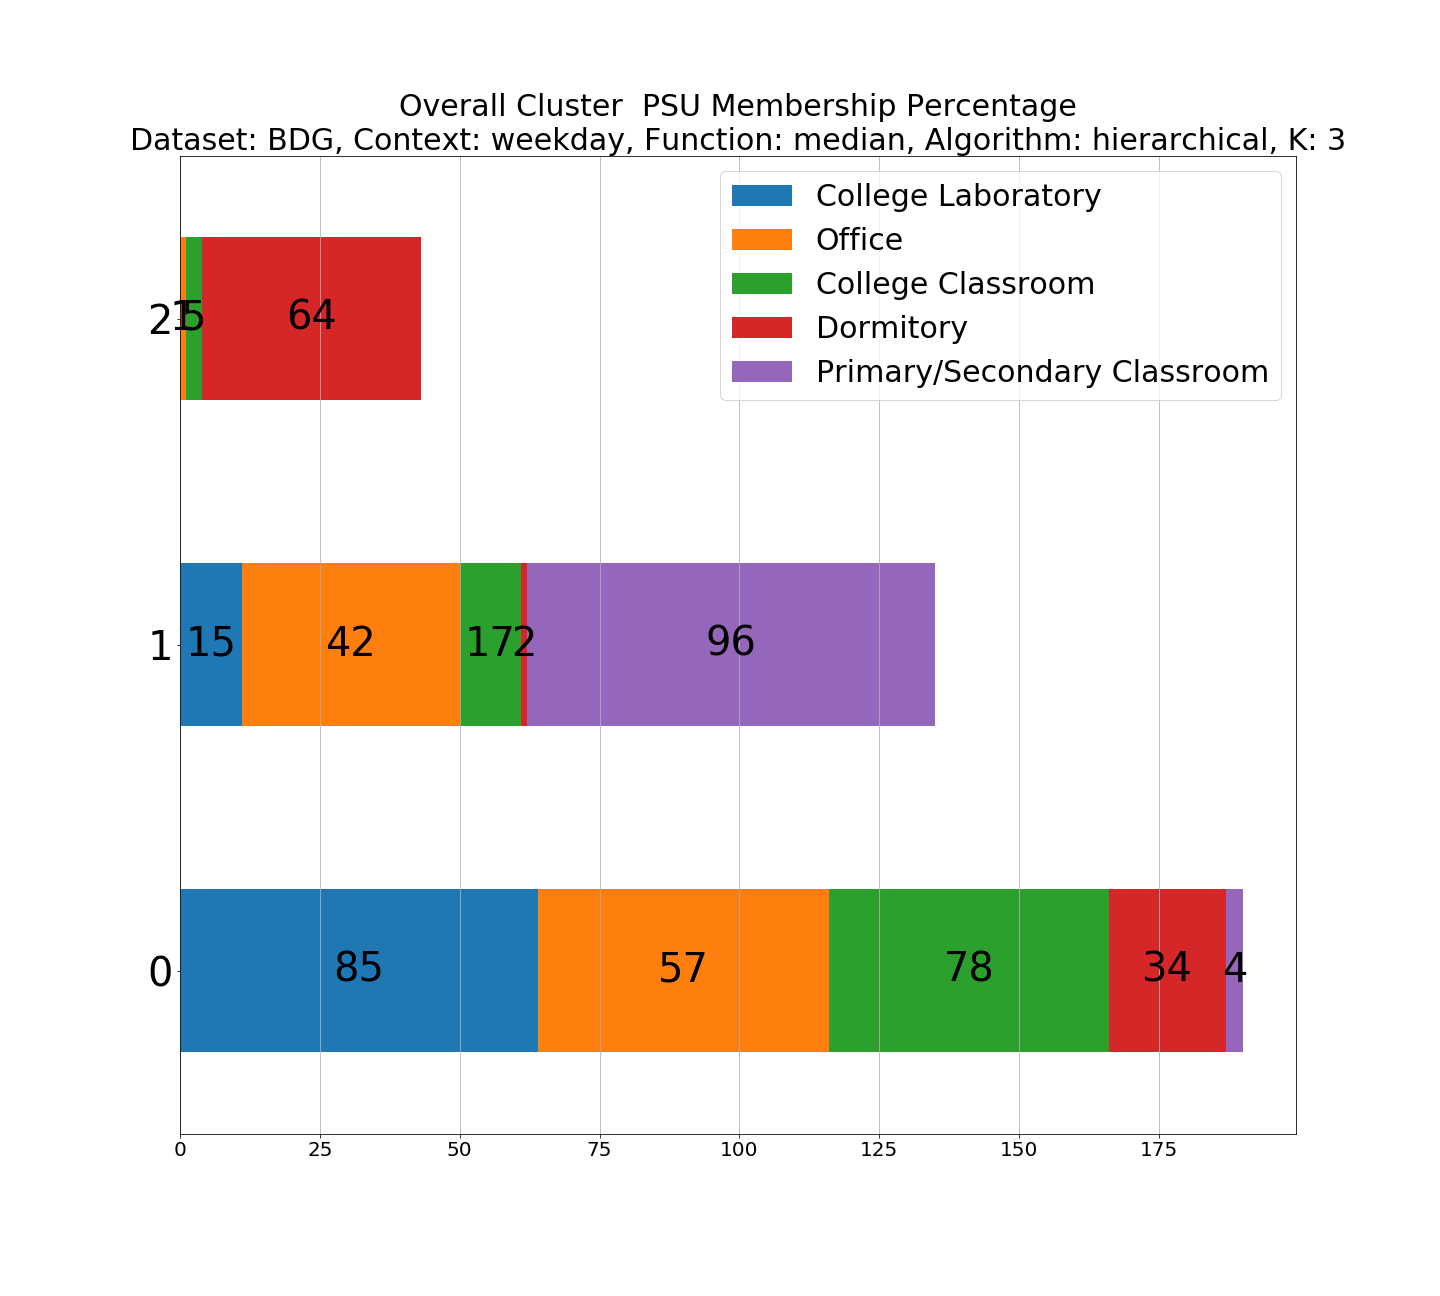 Overall Cluster  PSU Membership Percentage
Dataset: BDG, Context: weekday, Function: median, Algorithm: hierarchical, K: 3
College Laboratory
Office
College Classroom
Dormitory
Primary/Secondary Classroom
2 1 5 64
1 15 42 17 2 96
0 85 57 78 34 4
0 25 50 75 100 125 150 175